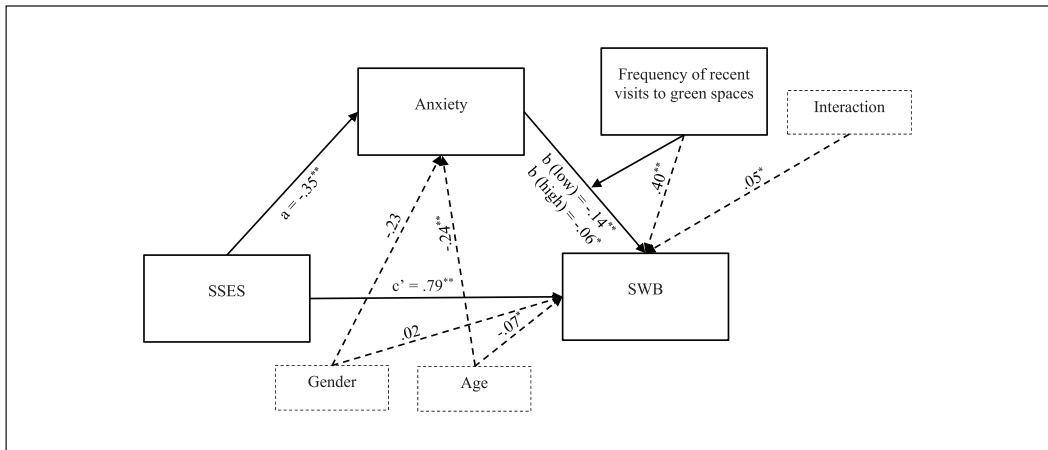 Frequency of recent
visits to green spaces
Anxiety
Interaction
a = -.35**
b (low) = -.14**
b (high) = -.06*
.40**
.05*
-.23
-.24**
SSES
c’ = .79**
SWB
.02
-.07*
Gender
Age